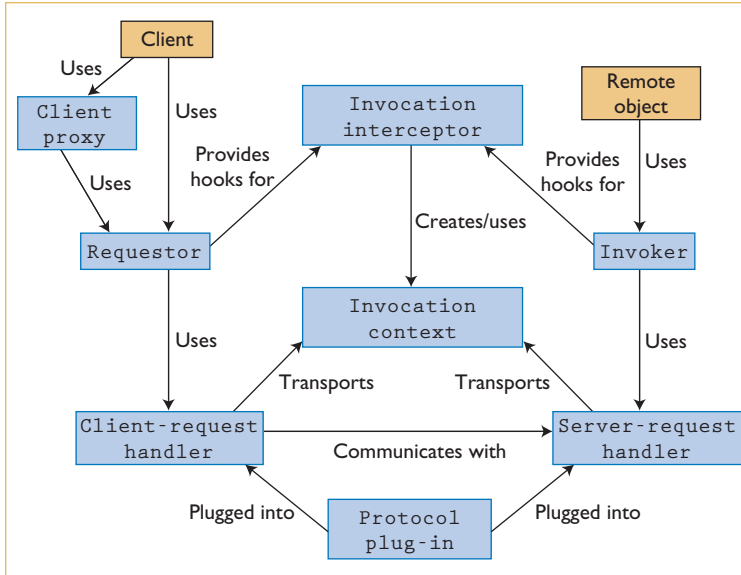 Client
Uses
Client
proxy
Uses
Uses
Invocation
interceptor
Remote
object
Provides
hooks for
Provides
hooks for
Uses
Requestor
Creates/uses
Invoker
Uses
Invocation
context
Uses
Transports
Transports
Client-request
handler
Communicates with
Server-request
handler
Plugged into
Protocol
plug-in
Plugged into